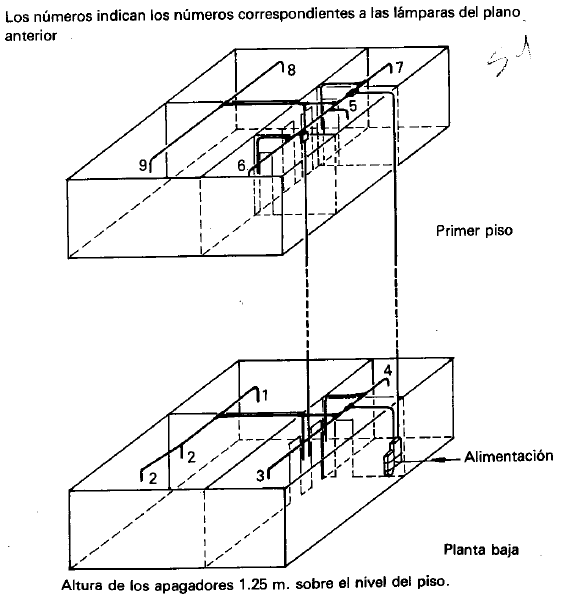 Los números indican los números correspondientes a las lámparas del plano
anterior
8
7
5
9
6
Primer piso
4
1
2
2
3
Alimentación
Planta baja
Altura de los apagadores 1.25 m. sobre el nivel del piso.